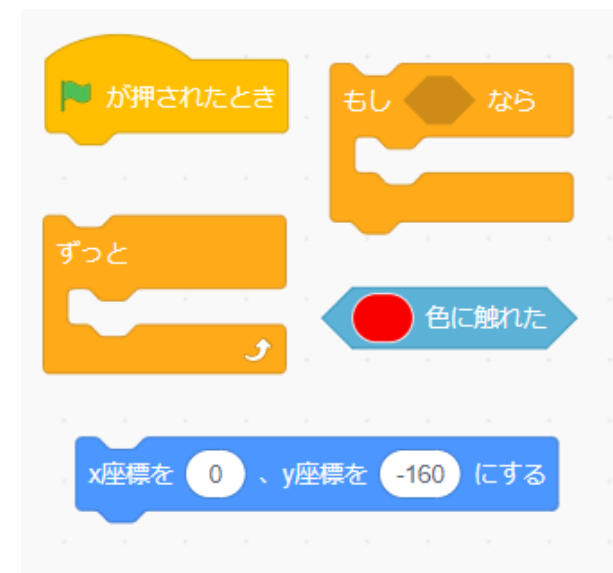 が押されたとき
もし なら
ずっと
色に触れた
x座標を 0 、y座標を -160 にする